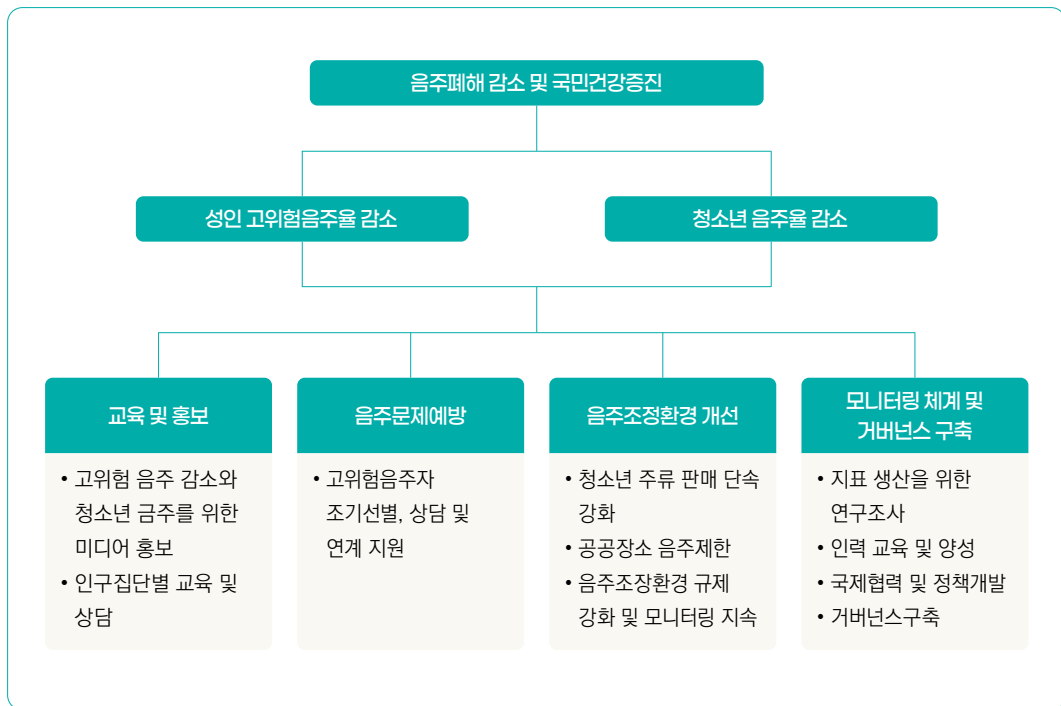 음주폐해 감소 및 국민건강증진
성인 고위험음주율 감소
청소년 음주율 감소
교육 및 홍보
• 고위험 음주 감소와
청소년 금주를 위한
미디어 홍보
• 인구집단별 교육 및
상담
음주문제예방
• 고위험음주자
조기선별, 상담 및
연계 지원
음주조정환경 개선
• 청소년 주류 판매 단속
강화
• 공공장소 음주제한
• 음주조장환경 규제
강화 및 모니터링 지속
모니터링 체계 및
거버넌스 구축
• 지표 생산을 위한
연구조사
• 인력 교육 및 양성
• 국제협력 및 정책개발
• 거버넌스구축